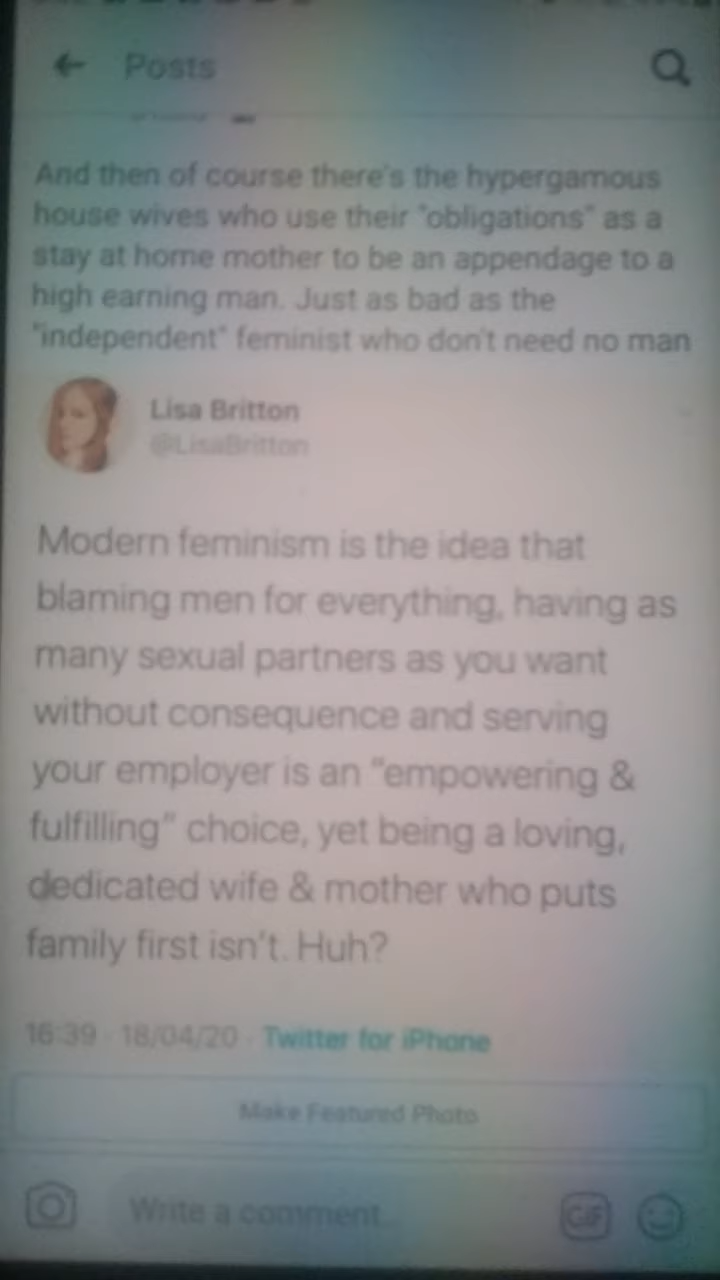 Posts
And then of course there's the hypergamous
house wives who use their "obligations" as a
stay at home mother to be an appendage to a
high earning man. Just as bad as the
"independent" feminist who don't need no man
Lisa Britton
@LisaBritton
Modern feminism is the idea that
blaming men for everything, having as
many sexual partners as you want
without consequence and serving
your employer is an "empowering &
fulfilling" choice, yet being a loving,
dedicated wife & mother who puts
family first isn't. Huh?
16:39 · 18/04/20 · Twitter for iPhone
Make Featured Photo
Write a comment...
GIF